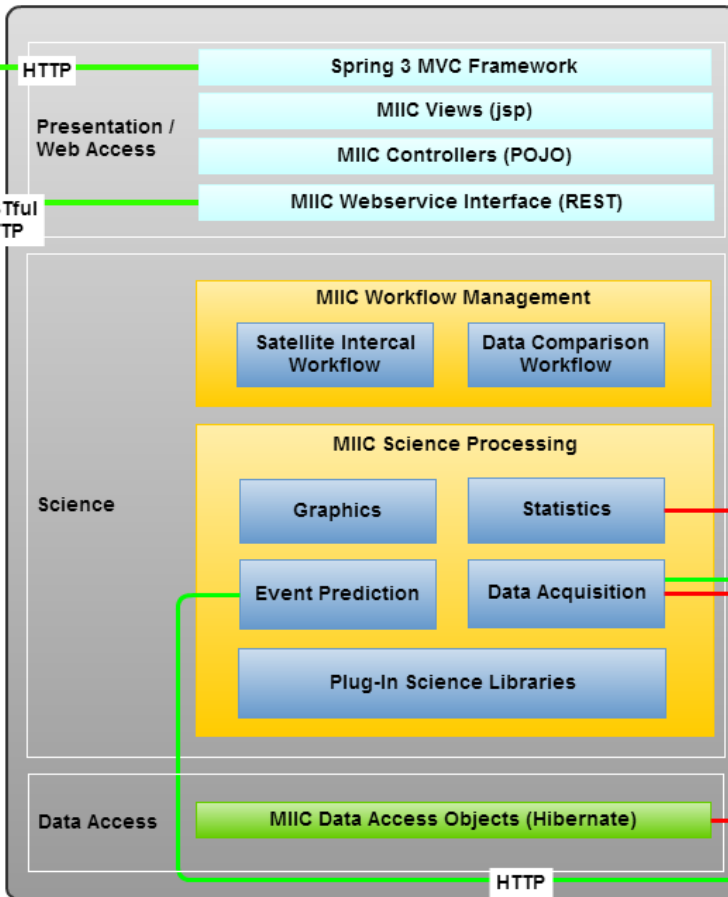 HTTP
Spring 3 MVC Framework
MIIC Views (jsp)
Presentation /
Web Access
MIIC Controllers (POJO)
MIIC Webservice Interface (REST)
Tful
TP
MIIC Workflow Management
Satellite Intercal
Workflow
Data Comparison
Workflow
MIIC Science Processing
Science
Graphics
Statistics
Event Prediction
Data Acquisition
Plug-In Science Libraries
Data Access
MIIC Data Access Objects (Hibernate)
HTTP